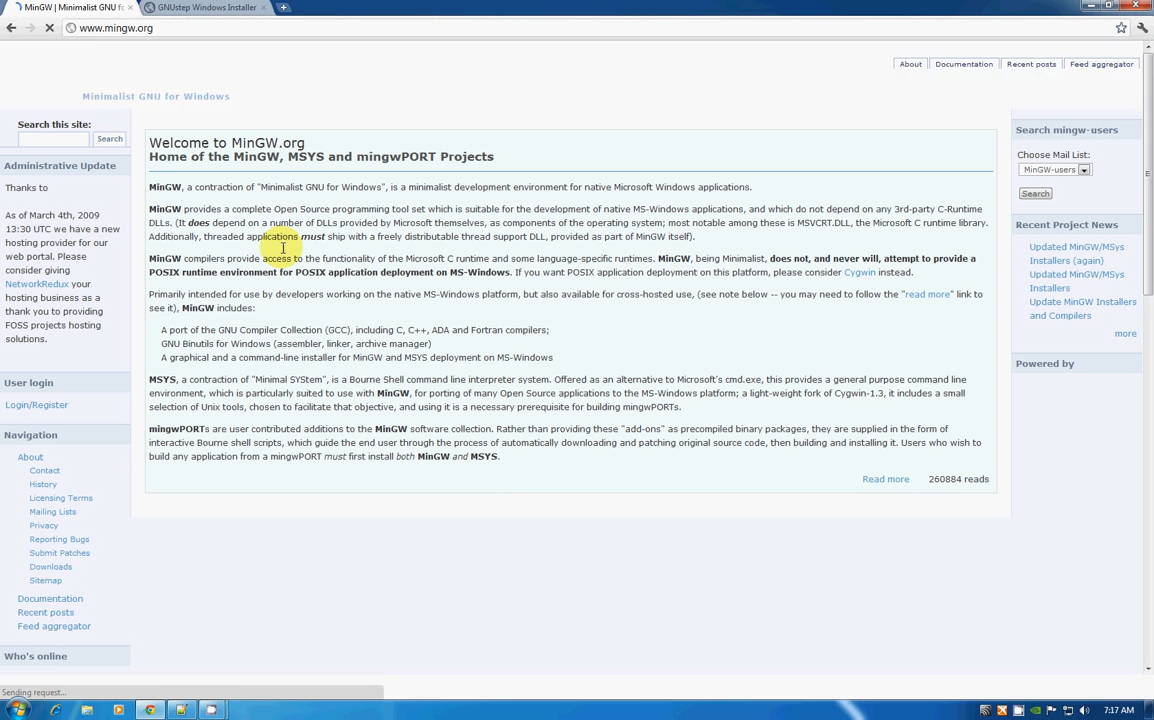 MinGW | Minimalist GNU fo
GNUstep Windows Installer
www.mingw.org
About
Documentation
Recent posts
Feed aggregator
Minimalist GNU for Windows
Search this site:
Search
Administrative Update
Thanks to
As of March 4th, 2009
13:30 UTC we have a new
hosting provider for our
web portal. Please
consider giving
NetworkRedux your
hosting business as a
thank you to providing
FOSS projects hosting
solutions.
User login
Login/Register
Navigation
About
Contact
History
Licensing Terms
Mailing Lists
Privacy
Reporting Bugs
Submit Patches
Downloads
Sitemap
Documentation
Recent posts
Feed aggregator
Who's online
Welcome to MinGW.org
Home of the MinGW, MSYS and mingwPORT Projects
MinGW, a contraction of "Minimalist GNU for Windows", is a minimalist development environment for native Microsoft Windows applications.
MinGW provides a complete Open Source programming tool set which is suitable for the development of native MS-Windows applications, and which do not depend on any 3rd-party C-Runtime
DLLs. (It does depend on a number of DLLs provided by Microsoft themselves, as components of the operating system; most notable among these is MSVCRT.DLL, the Microsoft C runtime library.
Additionally, threaded applications must ship with a freely distributable thread support DLL, provided as part of MinGW itself).
MinGW compilers provide access to the functionality of the Microsoft C runtime and some language-specific runtimes. MinGW, being Minimalist, does not, and never will, attempt to provide a
POSIX runtime environment for POSIX application deployment on MS-Windows. If you want POSIX application deployment on this platform, please consider Cygwin instead.
Primarily intended for use by developers working on the native MS-Windows platform, but also available for cross-hosted use, (see note below -- you may need to follow the "read more" link to
see it), MinGW includes:
A port of the GNU Compiler Collection (GCC), including C, C++, ADA and Fortran compilers;
GNU Binutils for Windows (assembler, linker, archive manager)
A graphical and a command-line installer for MinGW and MSYS deployment on MS-Windows
MSYS, a contraction of "Minimal SYStem", is a Bourne Shell command line interpreter system. Offered as an alternative to Microsoft's cmd.exe, this provides a general purpose command line
environment, which is particularly suited to use with MinGW, for porting of many Open Source applications to the MS-Windows platform; a light-weight fork of Cygwin-1.3, it includes a small
selection of Unix tools, chosen to facilitate that objective, and using it is a necessary prerequisite for building mingwPORTs.
mingwPORTs are user contributed additions to the MinGW software collection. Rather than providing these "add-ons" as precompiled binary packages, they are supplied in the form of
interactive Bourne shell scripts, which guide the end user through the process of automatically downloading and patching original source code, then building and installing it. Users who wish to
build any application from a mingwPORT must first install both MinGW and MSYS.
Read more 260884 reads
Search mingw-users
Choose Mail List:
MinGW-users
Search
Recent Project News
Updated MinGW/MSys
Installers (again)
Updated MinGW/MSys
Installers
Update MinGW Installers
and Compilers
more
Powered by
Sending request...
7:17 AM